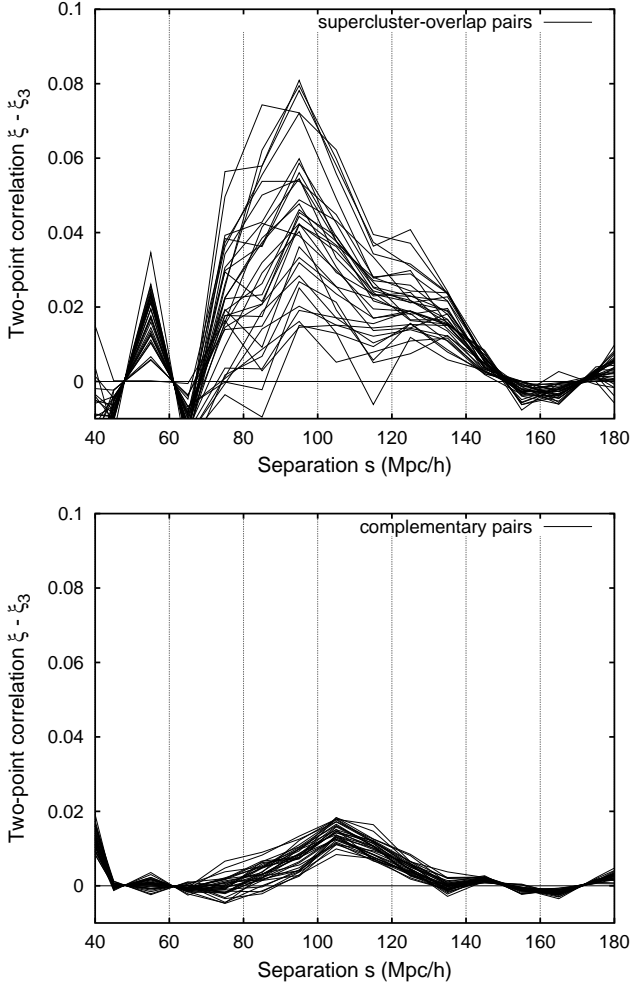 supercluster-overlap pairs
0.1
0.08
0.06
0.04
0.02
0
Two-point correlation ξ - ξ3
40 60 80 100 120 140 160 180
Separation s (Mpc/h)
complementary pairs
0.1
0.08
0.06
0.04
0.02
0
Two-point correlation ξ - ξ3
40 60 80 100 120 140 160 180
Separation s (Mpc/h)